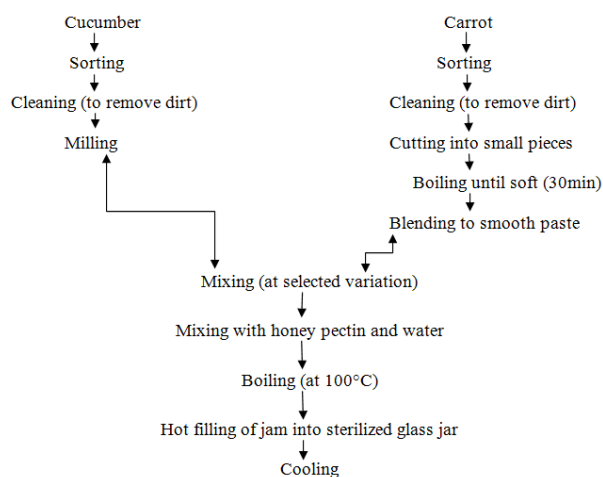 Cucumber
Sorting
Cleaning (to remove dirt)
Milling
Carrot
Sorting
Cleaning (to remove dirt)
Cutting into small pieces
Boiling until soft (30min)
Blending to smooth paste
Mixing (at selected variation)
Mixing with honey pectin and water
Boiling (at 100°C)
Hot filling of jam into sterilized glass jar
Cooling